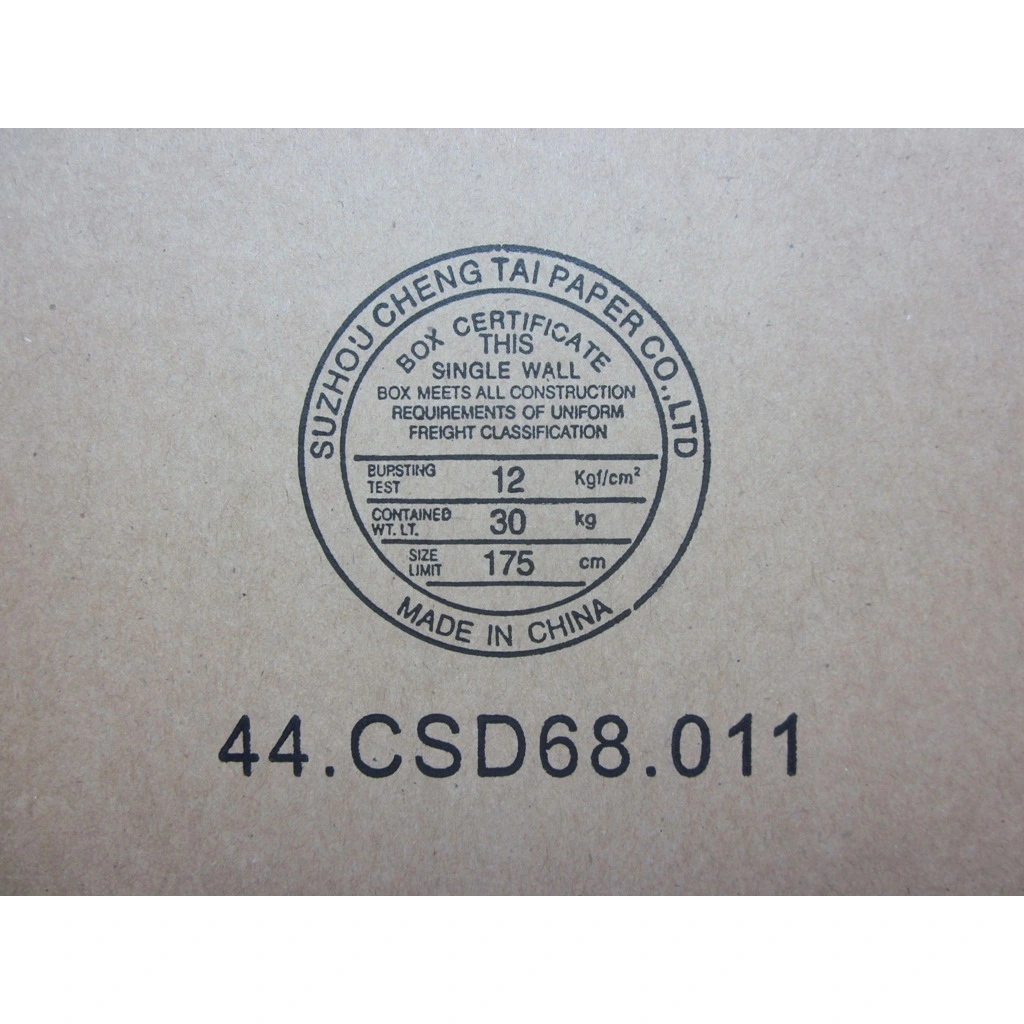 SUZHOU CHENG TAI PAPER CO.,LTD
BOX CERTIFICATE
THIS
SINGLE WALL
BOX MEETS ALL CONSTRUCTION
REQUIREMENTS OF UNIFORM
FREIGHT CLASSIFICATION
BURSTING TEST 12 Kgf/cm²
CONTAINED WT. LT. 30 kg
SIZE LIMIT 175 cm
MADE IN CHINA
44.CSD68.011